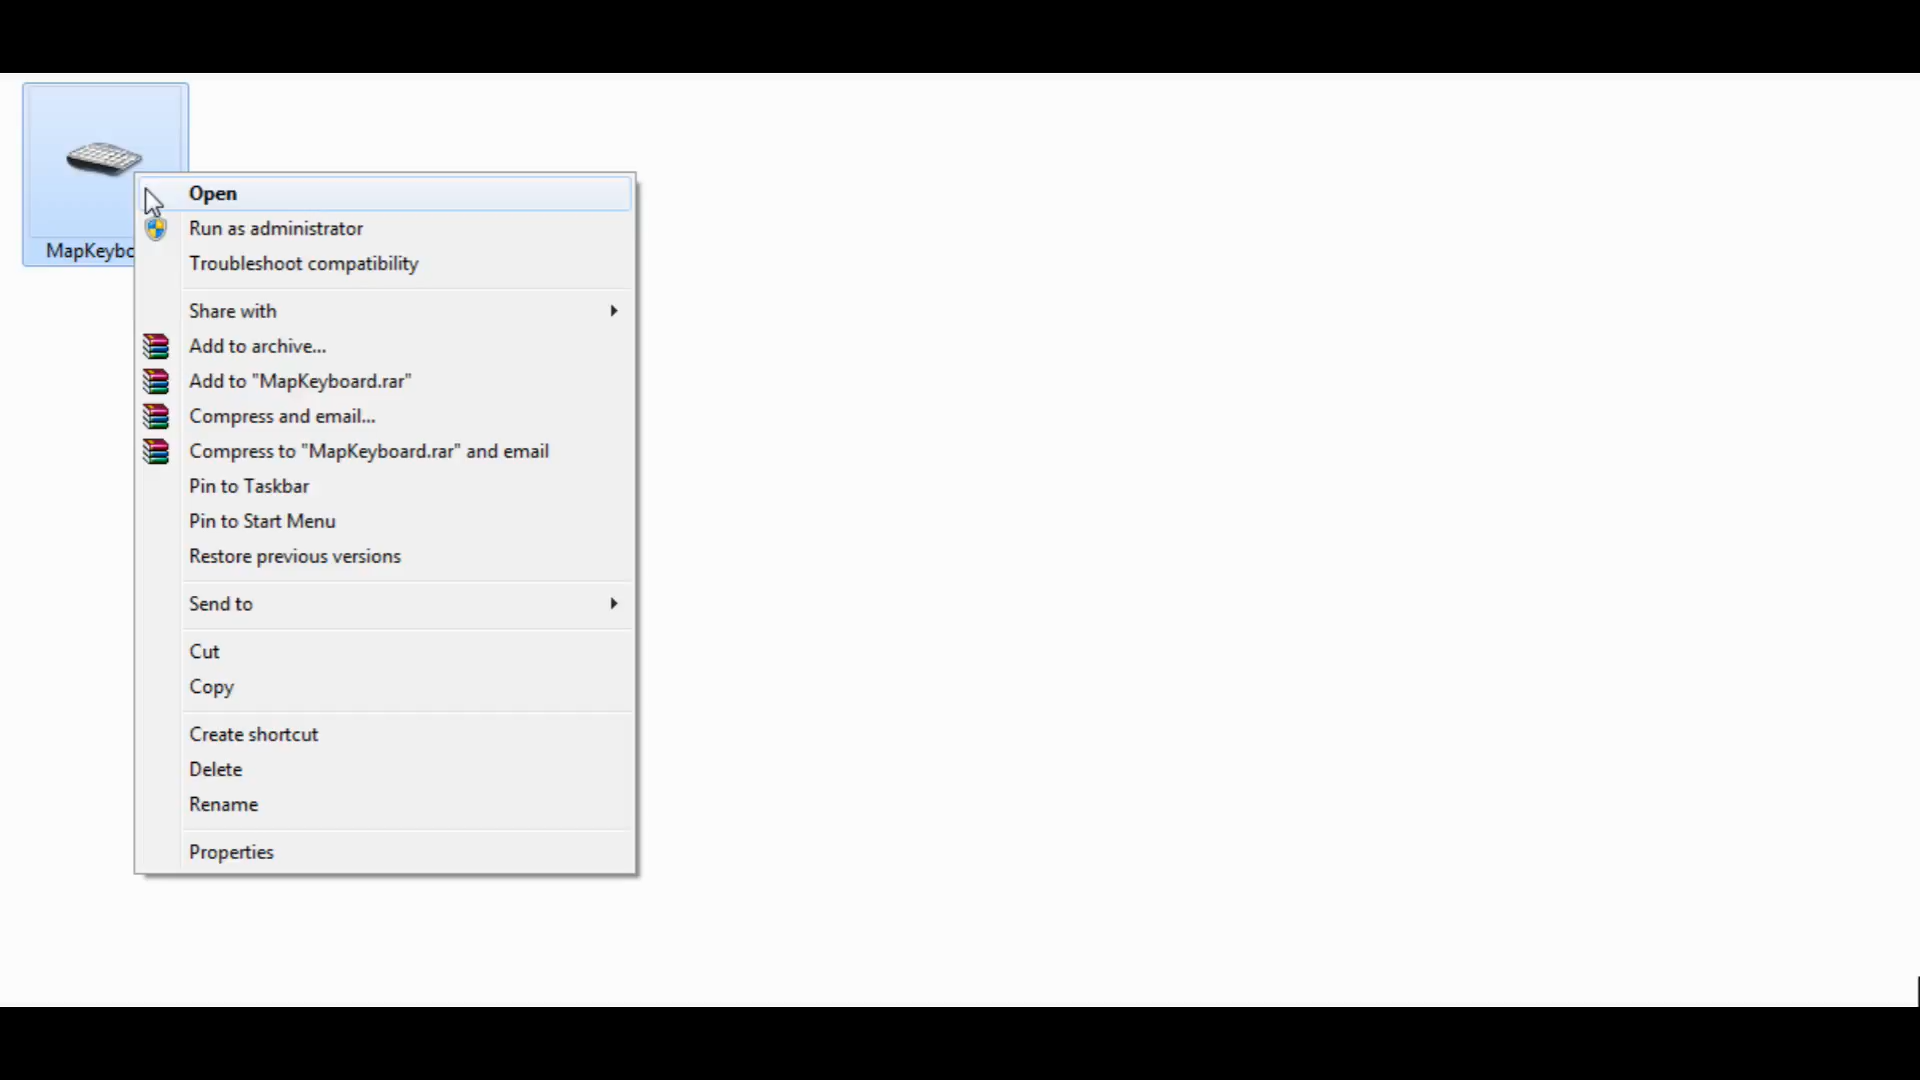 MapKeybo
Open
Run as administrator
Troubleshoot compatibility
Share with
Add to archive...
Add to "MapKeyboard.rar"
Compress and email...
Compress to "MapKeyboard.rar" and email
Pin to Taskbar
Pin to Start Menu
Restore previous versions
Send to
Cut
Copy
Create shortcut
Delete
Rename
Properties